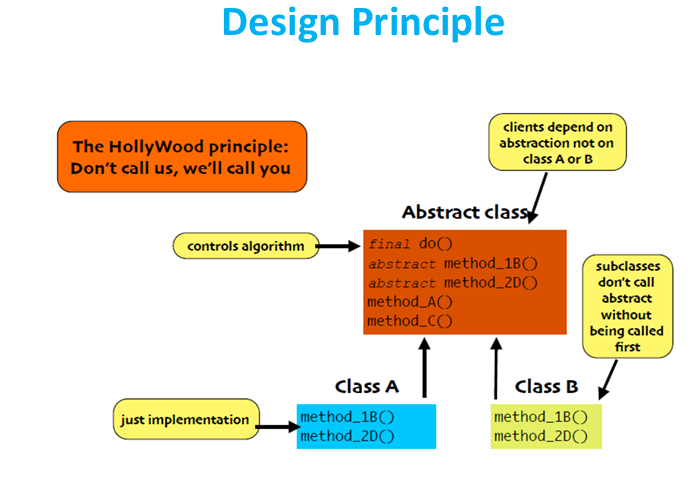 Design Principle
The HollyWood principle:
Don't call us, we'll call you
clients depend on
abstraction not on
class A or B
Abstract class
controls algorithm
final do()
abstract method_1B()
abstract method_2D()
method_A()
method_C()
subclasses
don't call
abstract
without
being called
first
Class A
Class B
just implementation
method_1B()
method_2D()
method_1B()
method_2D()